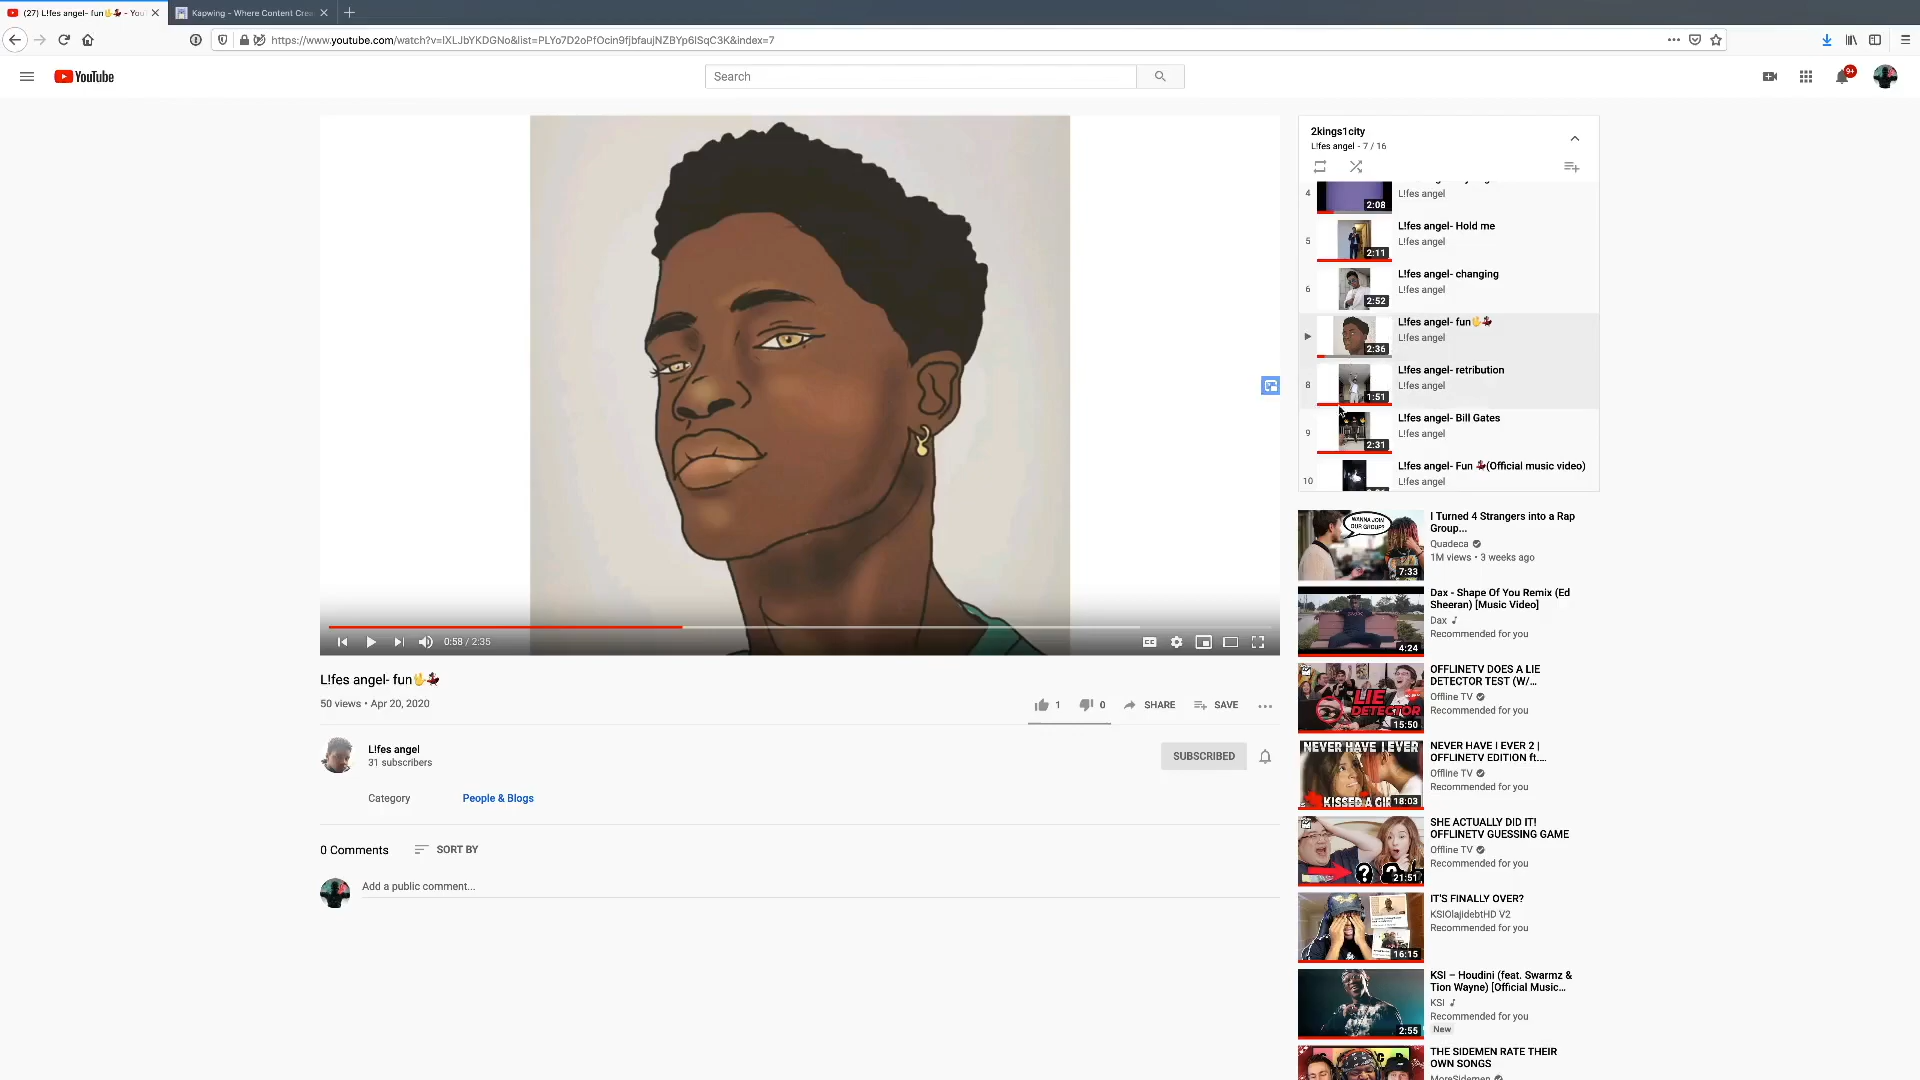 (27) L!fes angel- fun🖖💃 - You
Kapwing - Where Content Crea
https://www.youtube.com/watch?v=lXLJbYKDGNo&list=PLYo7D2oPfOcin9fjbfaujNZBYp6lSqC3K&index=7
YouTube
Search
9+
2kings1city
L!fes angel - 7 / 16
4
2:08
L!fes angel
5
2:11
L!fes angel- Hold me
L!fes angel
6
2:52
L!fes angel- changing
L!fes angel
2:36
L!fes angel- fun🖖💃
L!fes angel
8
1:51
L!fes angel- retribution
L!fes angel
9
2:31
L!fes angel- Bill Gates
L!fes angel
10
L!fes angel- Fun 💃(Official music video)
L!fes angel
0:58 / 2:35
L!fes angel- fun🖖💃
50 views • Apr 20, 2020
1
0
SHARE
SAVE
L!fes angel
31 subscribers
SUBSCRIBED
Category
People & Blogs
0 Comments
SORT BY
Add a public comment...
WANNA JOIN
OUR GROUP?
7:33
I Turned 4 Strangers into a Rap
Group...
Quadeca
1M views • 3 weeks ago
4:24
Dax - Shape Of You Remix (Ed
Sheeran) [Music Video]
Dax
Recommended for you
LIE
DETECTOR
15:50
OFFLINETV DOES A LIE
DETECTOR TEST (W/...
Offline TV
Recommended for you
NEVER HAVE I EVER
KISSED A GIR
18:03
NEVER HAVE I EVER 2 |
OFFLINETV EDITION ft....
Offline TV
Recommended for you
? ?
21:51
SHE ACTUALLY DID IT!
OFFLINETV GUESSING GAME
Offline TV
Recommended for you
16:15
IT'S FINALLY OVER?
KSIOlajidebtHD V2
Recommended for you
2:55
KSI – Houdini (feat. Swarmz &
Tion Wayne) [Official Music...
KSI
Recommended for you
New
THE SIDEMEN RATE THEIR
OWN SONGS
MoreSidemen